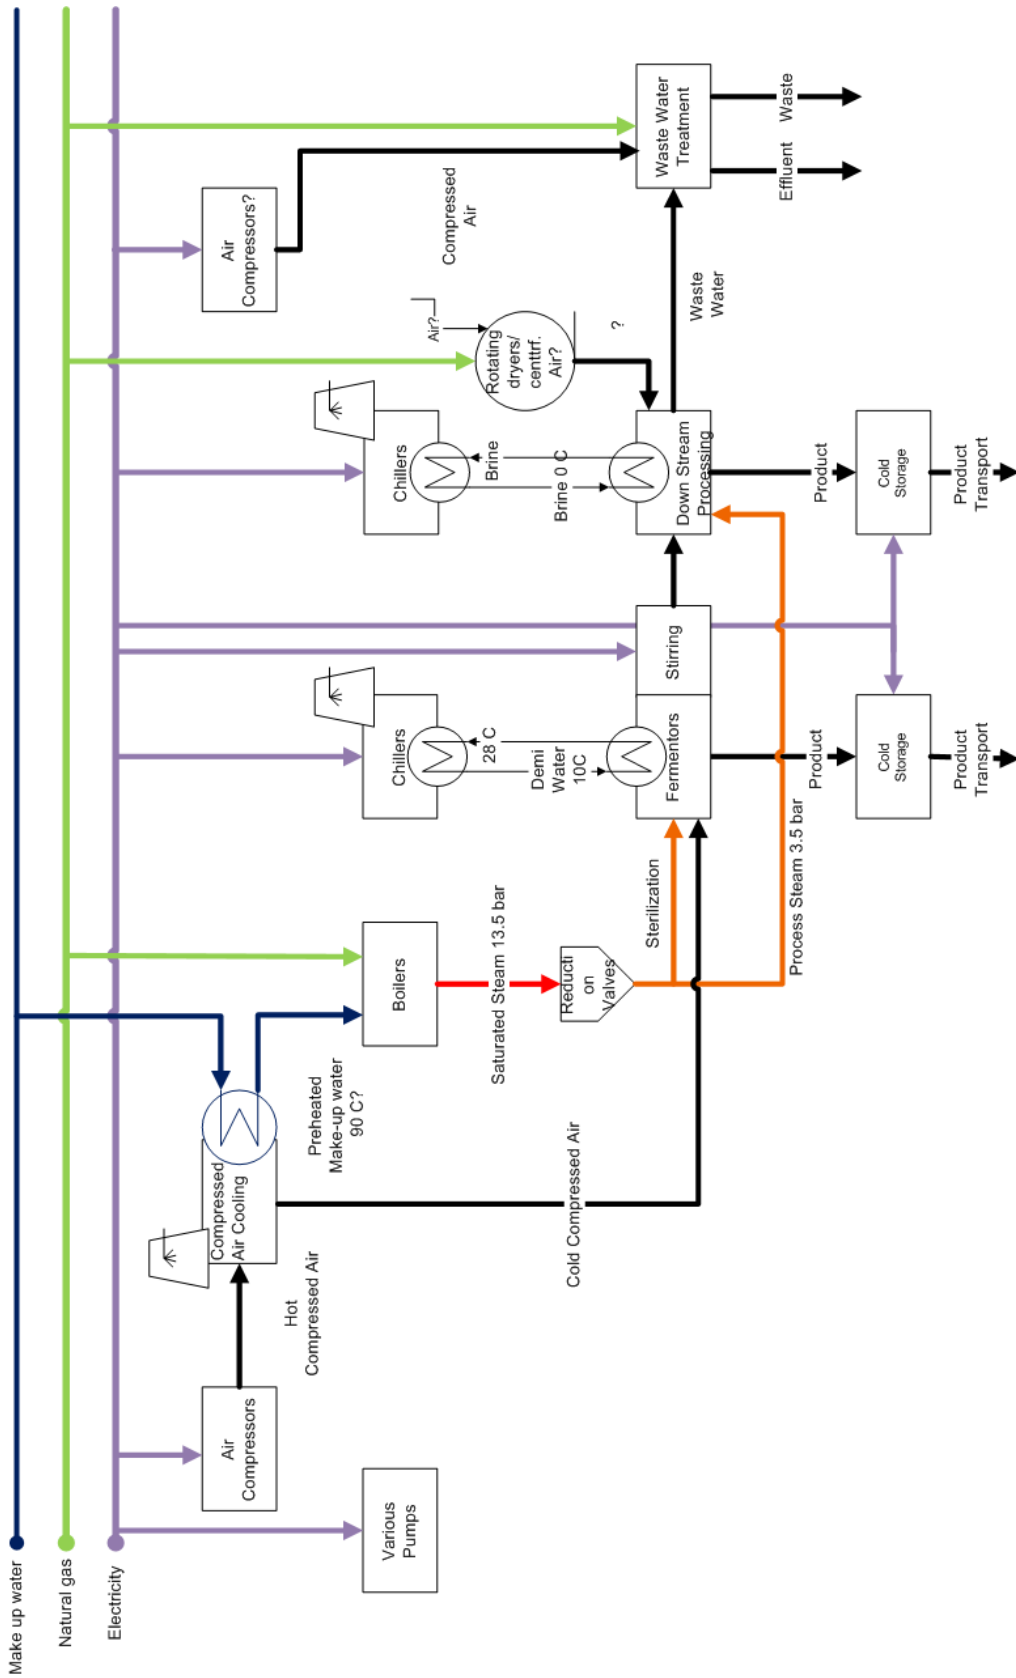 Make up water
Natural gas
Electricity
Various
Pumps
Air
Compressors
Hot
Compressed Air
Compressed
Air Cooling
Preheated
Make-up water
90 C?
Cold Compressed Air
Boilers
Saturated Steam 13.5 bar
Reducti
on
Valves
Sterilization
Process Steam 3.5 bar
Chillers
28 C
Demi
Water
10C
Fermentors
Stirring
Product
Cold
Storage
Product
Transport
Chillers
Brine
Brine 0 C
Down Stream
Processing
Product
Cold
Storage
Product
Transport
Air?
Rotating
dryers/
centtrf.
Air?
?
Air
Compressors?
Compressed
Air
Waste
Water
Waste Water
Treatment
Effluent
Waste